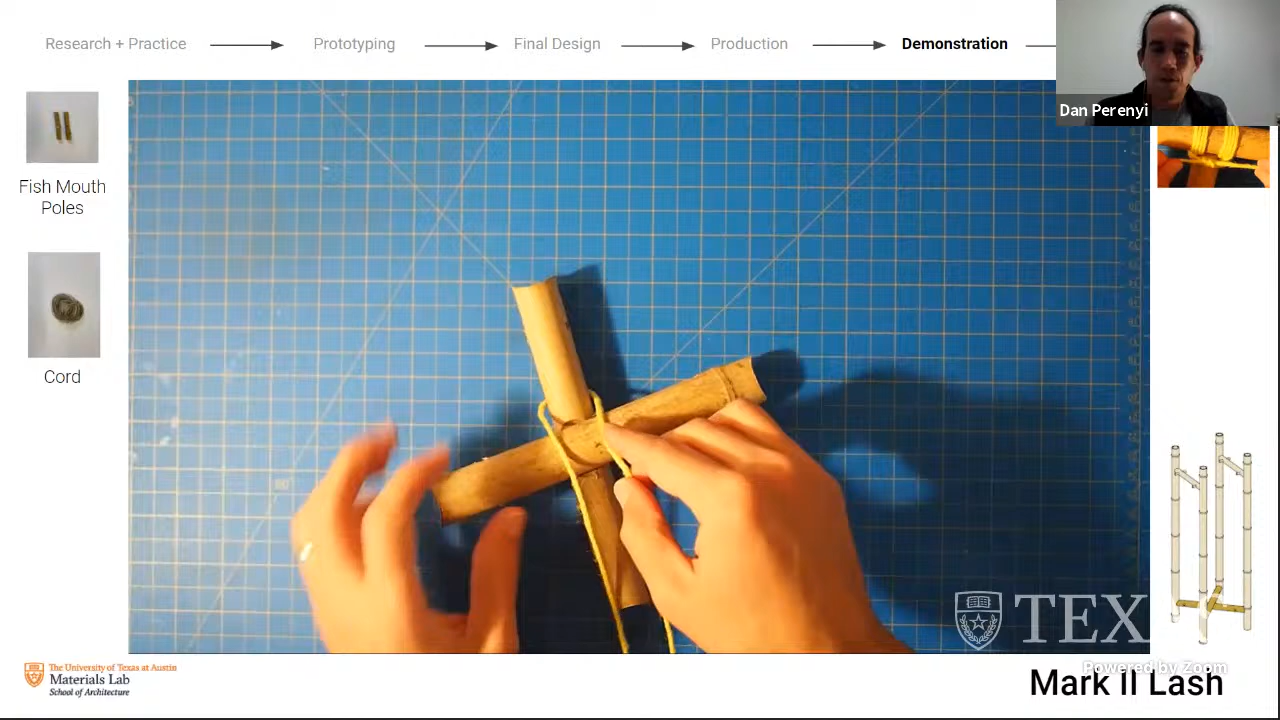 Research + Practice
Prototyping
Final Design
Production
Demonstration
Dan Perenyi
Fish Mouth
Poles
Cord
TEX
The University of Texas at Austin
Materials Lab
School of Architecture
Powered by Zoom
Mark II Lash